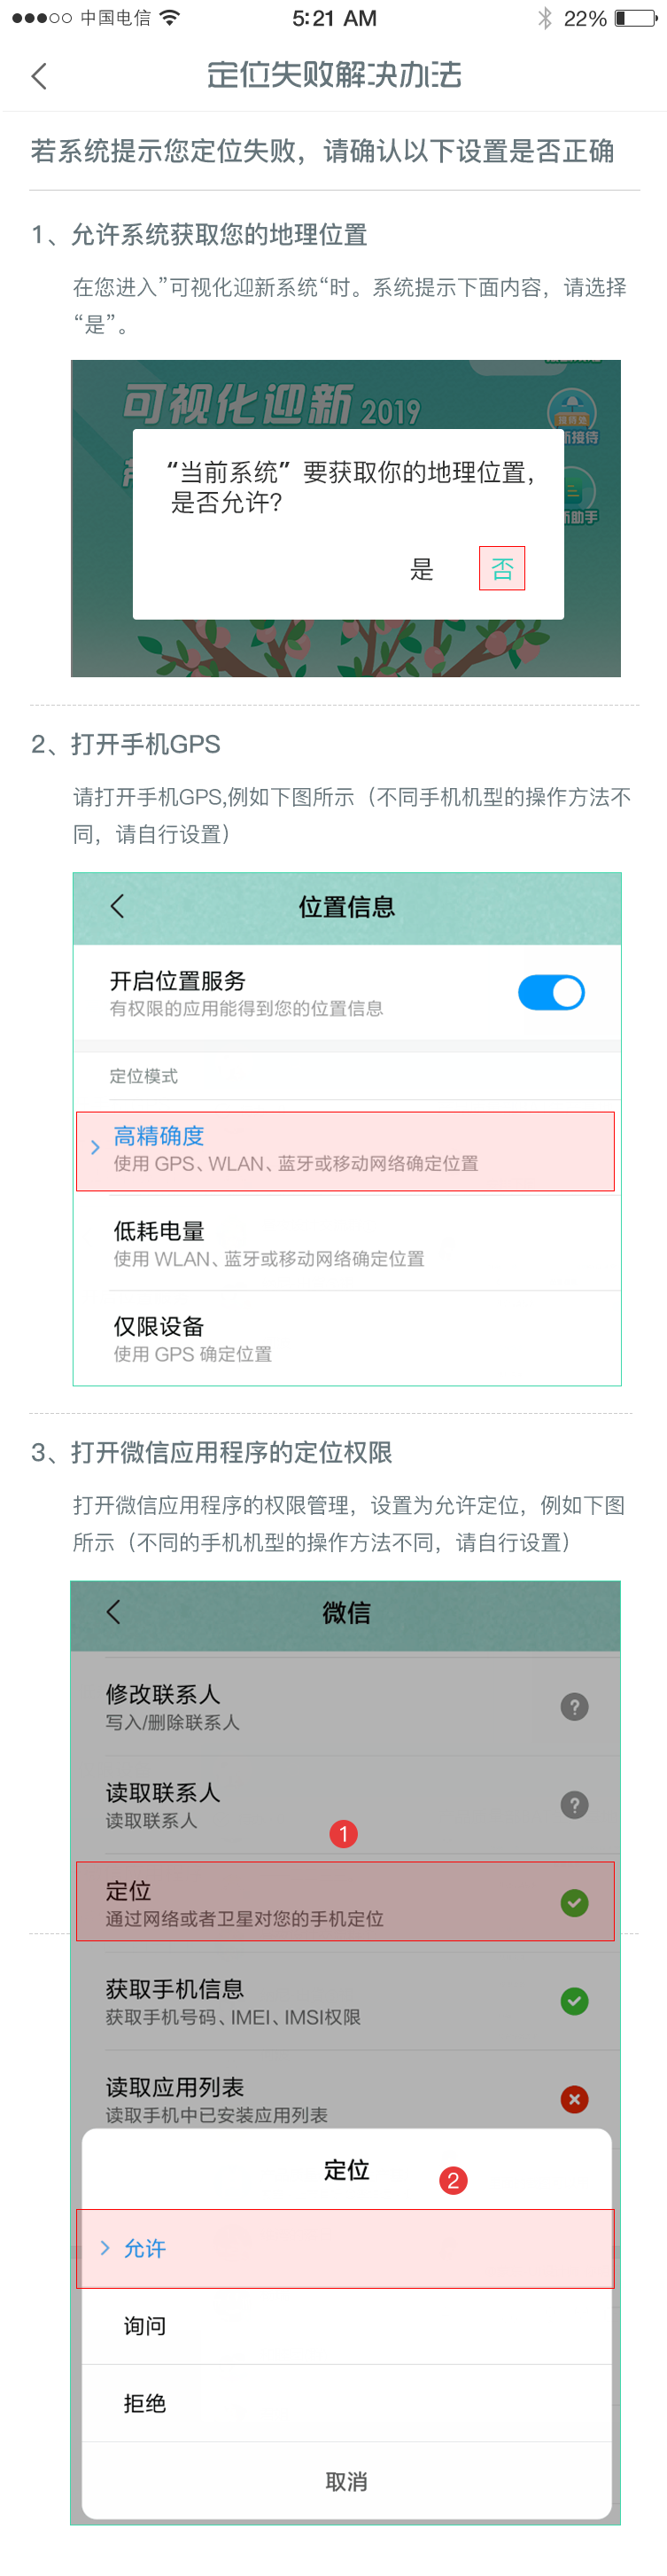 中国电信
5:21 AM
22%
定位失败解决办法
若系统提示您定位失败，请确认以下设置是否正确
1、允许系统获取您的地理位置
在您进入”可视化迎新系统“时。系统提示下面内容，请选择
“是”。
可视化迎新 2019
新接待
新助手
“当前系统” 要获取你的地理位置，
是否允许？
是
否
2、打开手机GPS
请打开手机GPS,例如下图所示（不同手机机型的操作方法不
同，请自行设置）
位置信息
开启位置服务
有权限的应用能得到您的位置信息
定位模式
高精确度
使用 GPS、WLAN、蓝牙或移动网络确定位置
低耗电量
使用 WLAN、蓝牙或移动网络确定位置
仅限设备
使用 GPS 确定位置
3、打开微信应用程序的定位权限
打开微信应用程序的权限管理，设置为允许定位，例如下图
所示（不同的手机机型的操作方法不同，请自行设置）
微信
修改联系人
写入/删除联系人
?
读取联系人
读取联系人
?
1
定位
通过网络或者卫星对您的手机定位
获取手机信息
获取手机号码、IMEI、IMSI权限
读取应用列表
读取手机中已安装应用列表
定位
2
允许
询问
拒绝
取消